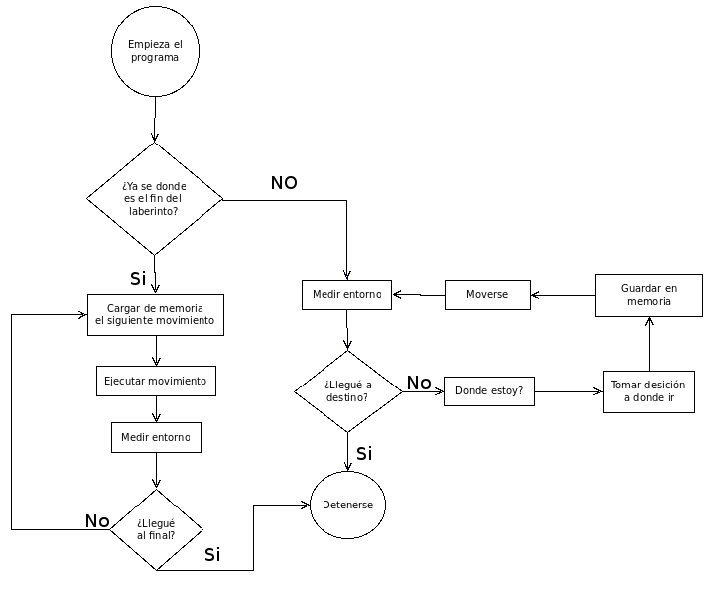 Empieza el
programa
¿Ya se donde
es el fin del
laberinto?
NO
Si
Cargar de memoria
el siguiente movimiento
Ejecutar movimiento
Medir entorno
¿Llegué
al final?
No
Si
Medir entorno
Moverse
Guardar en
memoria
¿Llegué a
destino?
No
Donde estoy?
Tomar desición
a donde ir
Si
Detenerse